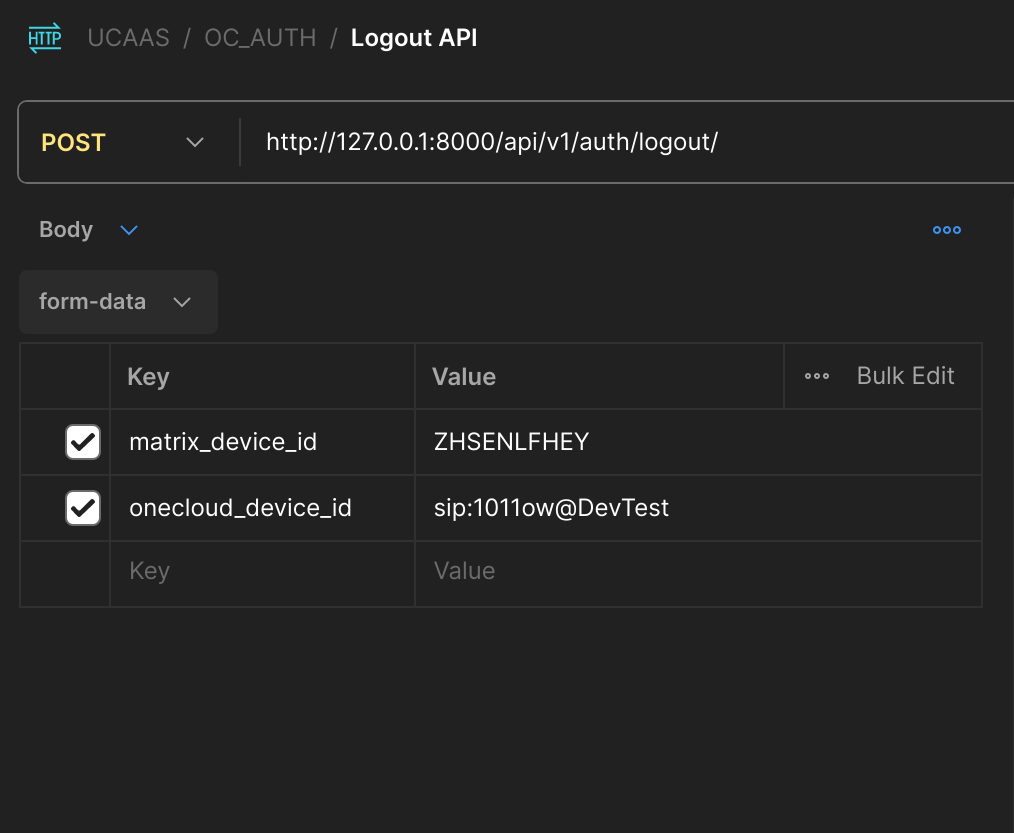 HTTP UCAAS / OC_AUTH / Logout API
POST http://127.0.0.1:8000/api/v1/auth/logout/
Body
form-data
Key Value Bulk Edit
matrix_device_id ZHSENLFHEY
onecloud_device_id sip:1011ow@DevTest
Key Value